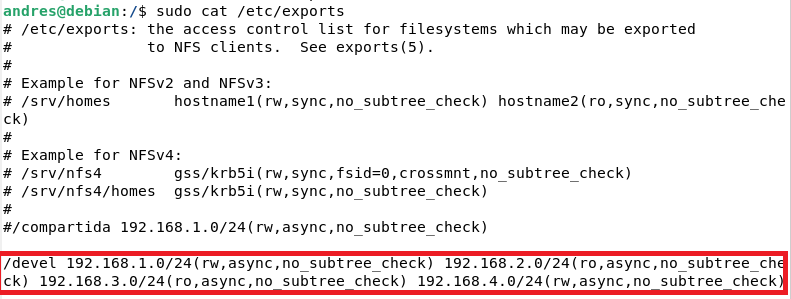 andres@debian:/$ sudo cat /etc/exports
# /etc/exports: the access control list for filesystems which may be exported
#               to NFS clients.  See exports(5).
#
# Example for NFSv2 and NFSv3:
# /srv/homes       hostname1(rw,sync,no_subtree_check) hostname2(ro,sync,no_subtree_che
ck)
#
# Example for NFSv4:
# /srv/nfs4        gss/krb5i(rw,sync,fsid=0,crossmnt,no_subtree_check)
# /srv/nfs4/homes  gss/krb5i(rw,sync,no_subtree_check)
#
#/compartida 192.168.1.0/24(rw,async,no_subtree_check)
/devel 192.168.1.0/24(rw,async,no_subtree_check) 192.168.2.0/24(ro,async,no_subtree_che
ck) 192.168.3.0/24(ro,async,no_subtree_check) 192.168.4.0/24(rw,async,no_subtree_check)